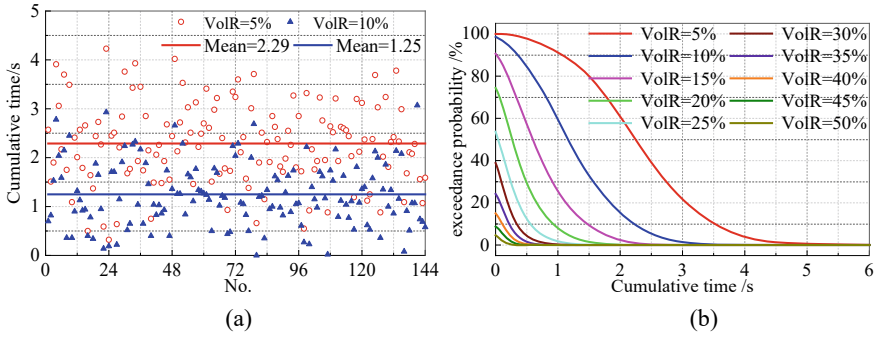 VolR=5% VolR=10%
Mean=2.29 Mean=1.25
5
4
3
2
1
0
Cumulative time/s
0 24 48 72 96 120 144
No.
(a)
VolR=5% VolR=30%
VolR=10% VolR=35%
VolR=15% VolR=40%
VolR=20% VolR=45%
VolR=25% VolR=50%
100
80
60
40
20
0
exceedance probability /%
0 1 2 3 4 5 6
Cumulative time /s
(b)